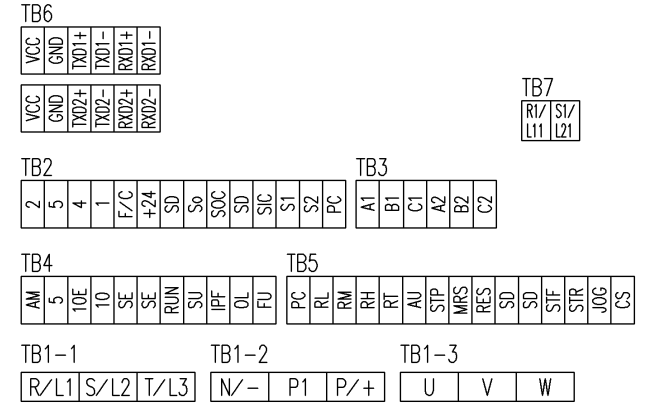 TB6
VCC GND TXD1+ TXD1- RXD1+ RXD1-
VCC GND TXD2+ TXD2- RXD2+ RXD2-
TB7
R1/L11 S1/L21
TB2
2 5 4 1 F/C +24 SD So SOC SD SIC S1 S2 PC
TB3
A1 B1 C1 A2 B2 C2
TB4
AM 5 10E 10 SE SE RUN SU IPF OL FU
TB5
PC RL RM RH RT AU STP MRS RES SD SD STF STR JOG CS
TB1-1
R/L1 S/L2 T/L3
TB1-2
N/- P1 P/+
TB1-3
U V W